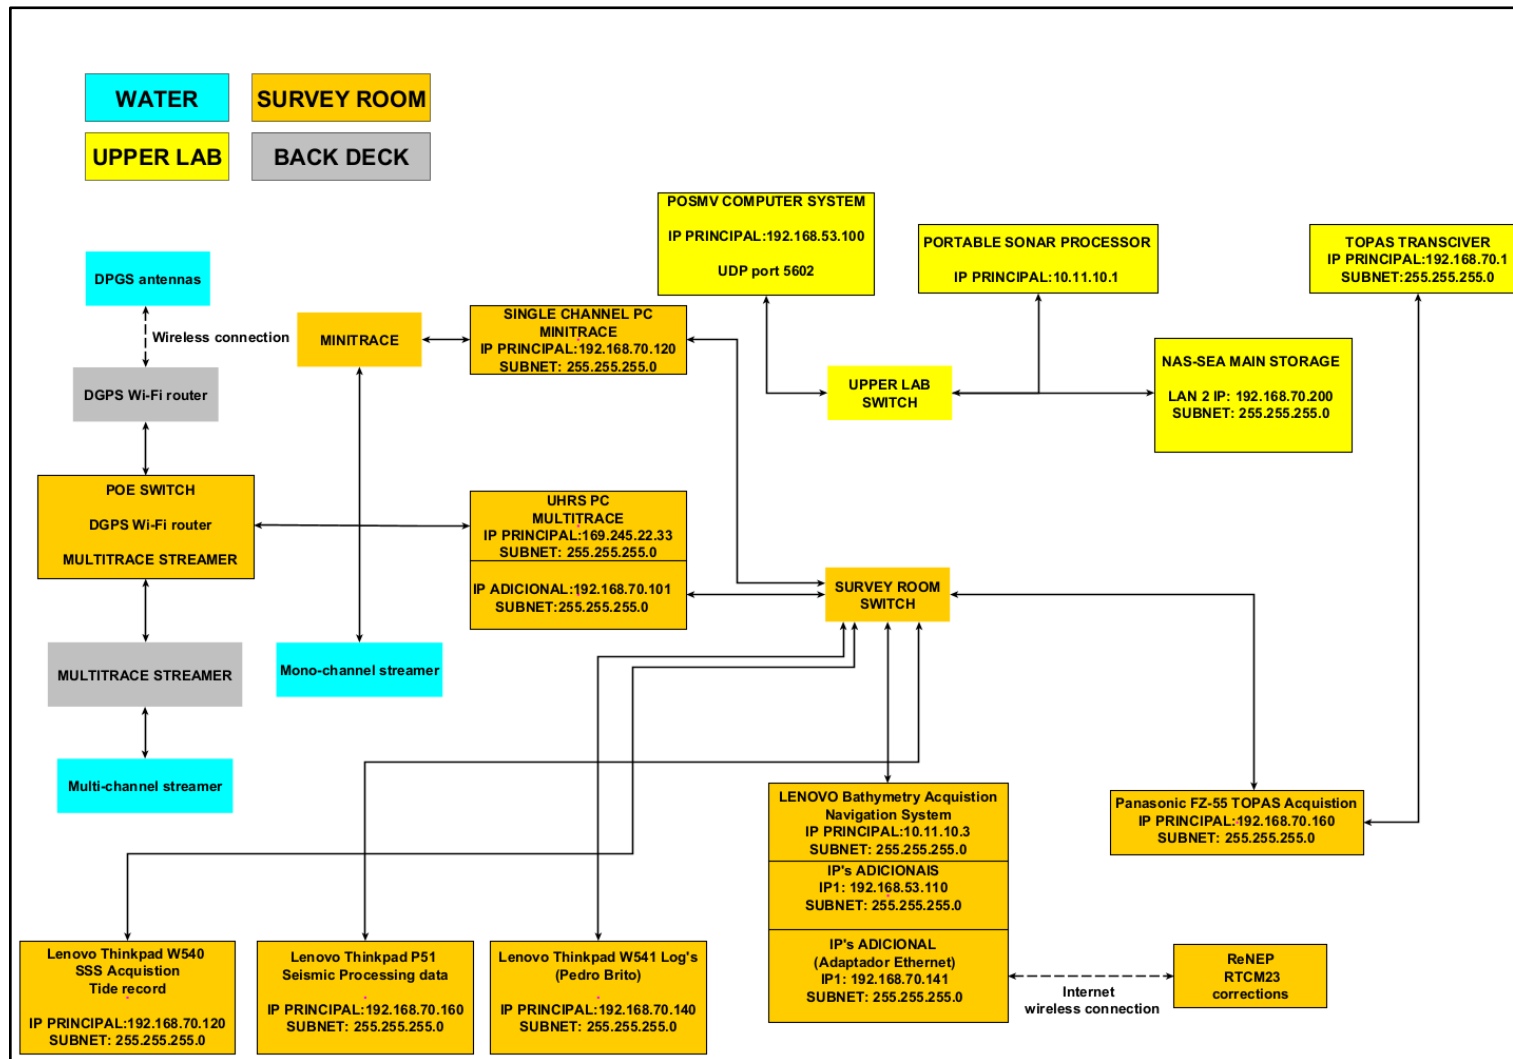 WATER
SURVEY ROOM
UPPER LAB
BACK DECK
POSMV COMPUTER SYSTEM
IP PRINCIPAL:192.168.53.100
UDP port 5602
PORTABLE SONAR PROCESSOR
IP PRINCIPAL:10.11.10.1
TOPAS TRANSCIVER
IP PRINCIPAL:192.168.70.1
SUBNET:255.255.255.0
DPGS antennas
Wireless connection
MINITRACE
SINGLE CHANNEL PC
MINITRACE
IP PRINCIPAL:192.168.70.120
SUBNET: 255.255.255.0
DGPS Wi-Fi router
UPPER LAB
SWITCH
NAS-SEA MAIN STORAGE
LAN 2 IP: 192.168.70.200
SUBNET: 255.255.255.0
POE SWITCH
DGPS Wi-Fi router
MULTITRACE STREAMER
UHRS PC
MULTITRACE
IP PRINCIPAL:169.245.22.33
SUBNET: 255.255.255.0
IP ADICIONAL:192.168.70.101
SUBNET:255.255.255.0
SURVEY ROOM
SWITCH
MULTITRACE STREAMER
Mono-channel streamer
Multi-channel streamer
LENOVO Bathymetry Acquistion
Navigation System
IP PRINCIPAL:10.11.10.3
SUBNET: 255.255.255.0
IP's ADICIONAIS
IP1: 192.168.53.110
SUBNET: 255.255.255.0
IP's ADICIONAL
(Adaptador Ethernet)
IP1: 192.168.70.141
SUBNET: 255.255.255.0
Panasonic FZ-55 TOPAS Acquistion
IP PRINCIPAL:192.168.70.160
SUBNET: 255.255.255.0
Lenovo Thinkpad W540
SSS Acquistion
Tide record
IP PRINCIPAL:192.168.70.120
SUBNET: 255.255.255.0
Lenovo Thinkpad P51
Seismic Processing data
IP PRINCIPAL:192.168.70.160
SUBNET: 255.255.255.0
Lenovo Thinkpad W541 Log's
(Pedro Brito)
IP PRINCIPAL:192.168.70.140
SUBNET: 255.255.255.0
Internet
wireless connection
ReNEP
RTCM23
corrections